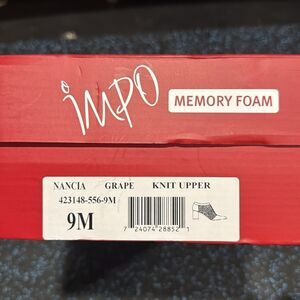 impo
MEMORY FOAM
NANCIA GRAPE KNIT UPPER
423148-556-9M
9M
7 24074 28852 1